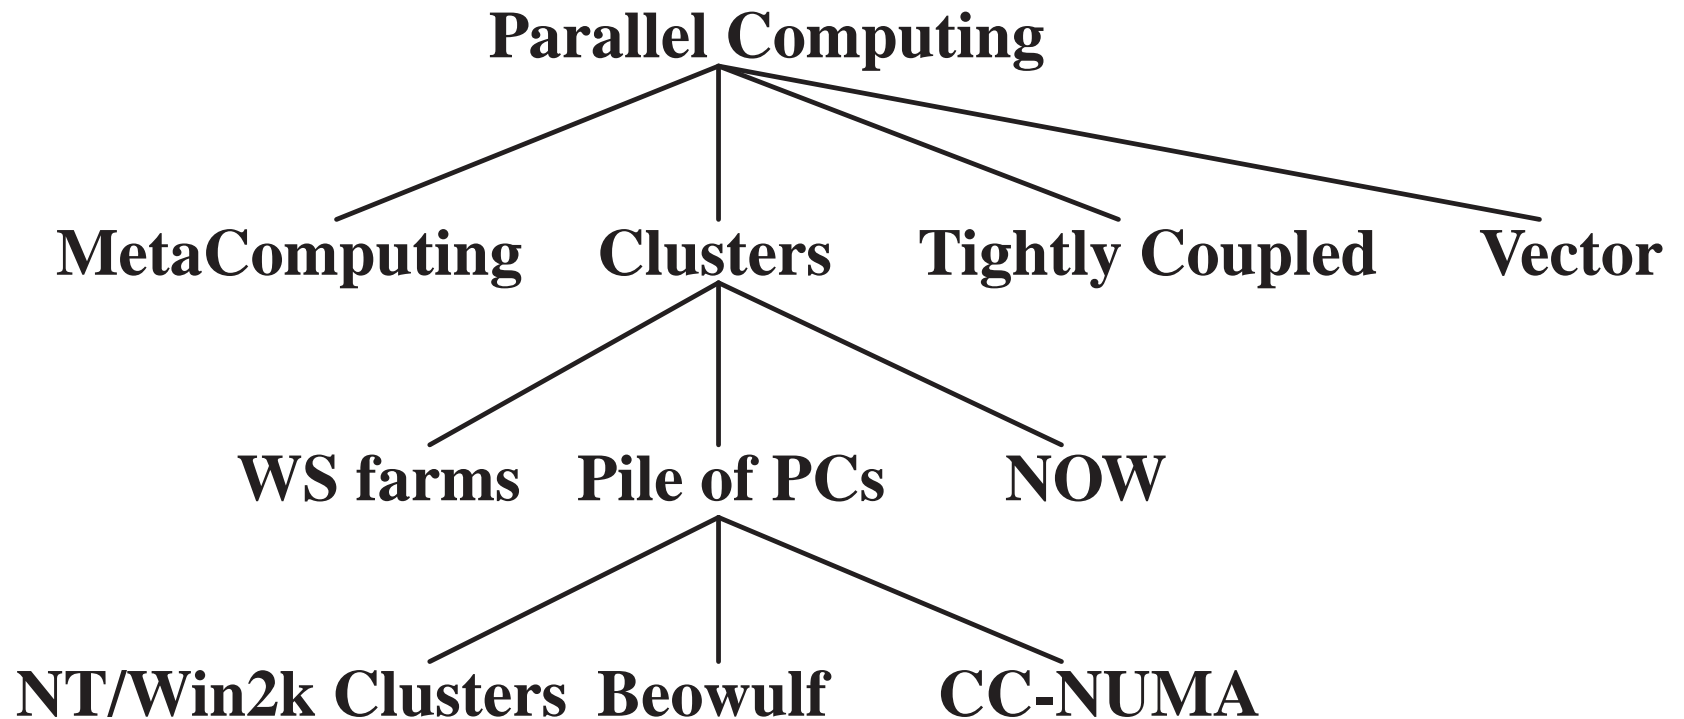 Parallel Computing
MetaComputing Clusters Tightly Coupled Vector
WS farms Pile of PCs NOW
NT/Win2k Clusters Beowulf CC-NUMA